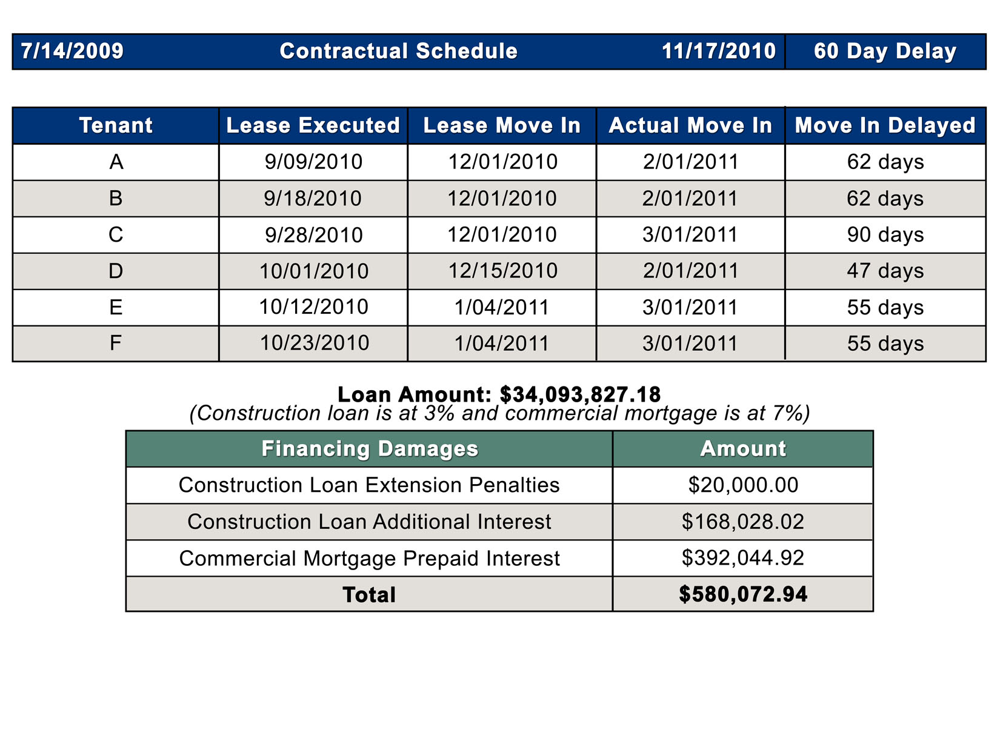 7/14/2009 Contractual Schedule 11/17/2010 60 Day Delay
Tenant Lease Executed Lease Move In Actual Move In Move In Delayed
A 9/09/2010 12/01/2010 2/01/2011 62 days
B 9/18/2010 12/01/2010 2/01/2011 62 days
C 9/28/2010 12/01/2010 3/01/2011 90 days
D 10/01/2010 12/15/2010 2/01/2011 47 days
E 10/12/2010 1/04/2011 3/01/2011 55 days
F 10/23/2010 1/04/2011 3/01/2011 55 days
Loan Amount: $34,093,827.18
(Construction loan is at 3% and commercial mortgage is at 7%)
Financing Damages Amount
Construction Loan Extension Penalties $20,000.00
Construction Loan Additional Interest $168,028.02
Commercial Mortgage Prepaid Interest $392,044.92
Total $580,072.94